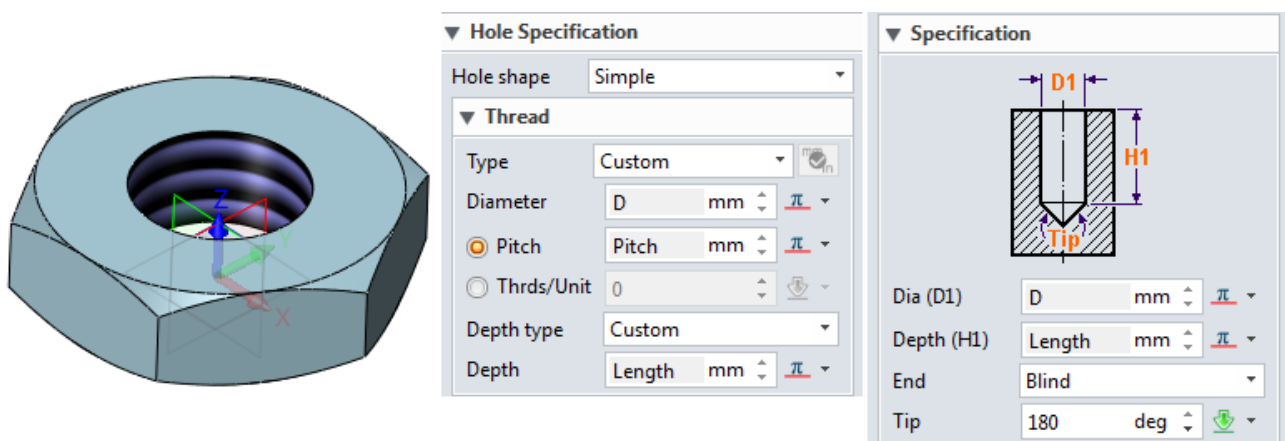 Z
Y
X
Hole Specification
Hole shape Simple
Thread
Type Custom mm in
Diameter D mm π
Pitch Pitch mm π
Thrds/Unit 0
Depth type Custom
Depth Length mm π
Specification
D1
H1
Tip
Dia (D1) D mm π
Depth (H1) Length mm π
End Blind
Tip 180 deg